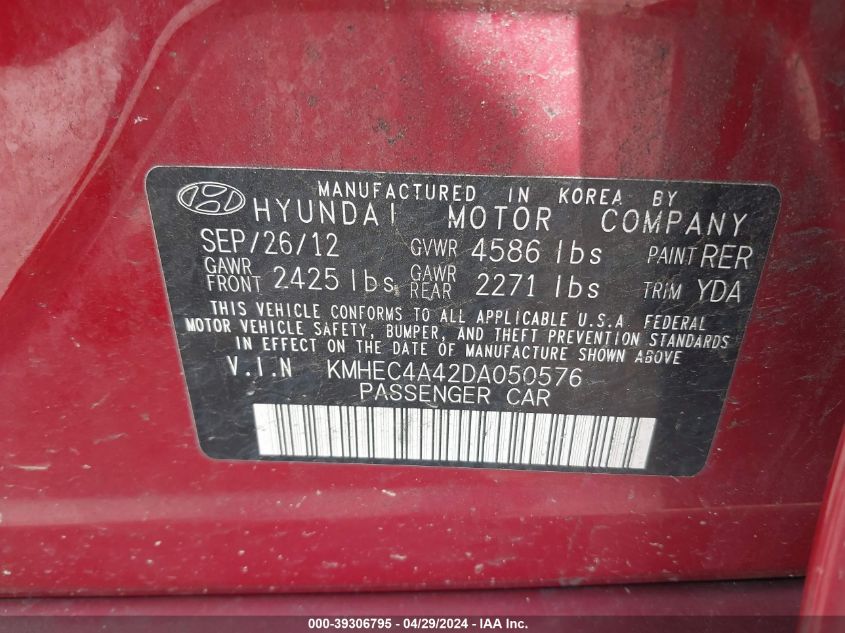 MANUFACTURED IN KOREA BY
HYUNDAI MOTOR COMPANY
SEP/26/12 GVWR 4586 lbs PAINT RER
GAWR FRONT 2425 lbs GAWR REAR 2271 lbs TRIM YDA
THIS VEHICLE CONFORMS TO ALL APPLICABLE U.S.A FEDERAL
MOTOR VEHICLE SAFETY, BUMPER, AND THEFT PREVENTION STANDARDS
IN EFFECT ON THE DATE OF MANUFACTURE SHOWN ABOVE
V.I.N KMHEC4A42DA050576
PASSENGER CAR
000-39306795 - 04/29/2024 - IAA Inc.